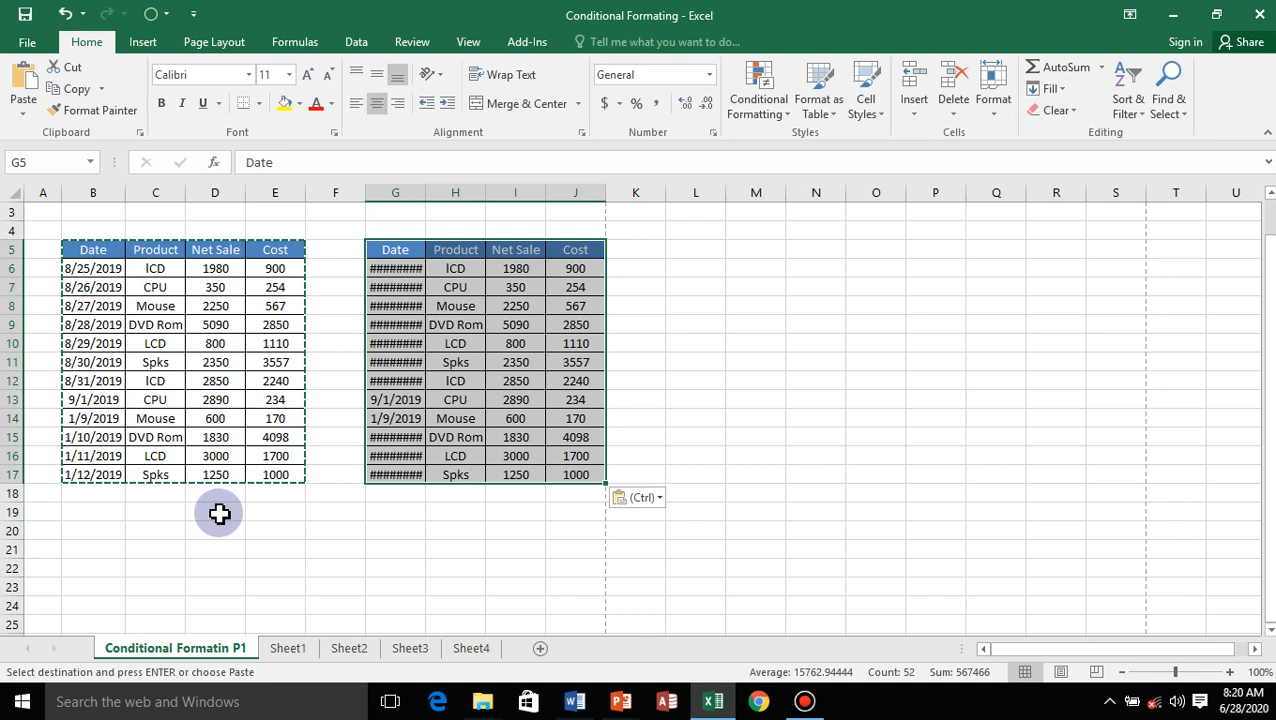 Conditional Formating - Excel
File Home Insert Page Layout Formulas Data Review View Add-Ins Tell me what you want to do... Sign in Share
Paste Cut Copy Format Painter Clipboard
Calibri 11 A A B I U A Font
Wrap Text Merge & Center Alignment
General $ % , Number
Conditional Formatting Format as Table Cell Styles Styles
Insert Delete Format Cells
AutoSum Fill Clear Sort & Filter Find & Select Editing
G5 fx Date
A B C D E F G H I J K L M N O P Q R S T U
3
4
5 Date Product Net Sale Cost Date Product Net Sale Cost
6 8/25/2019 lCD 1980 900 ######## lCD 1980 900
7 8/26/2019 CPU 350 254 ######## CPU 350 254
8 8/27/2019 Mouse 2250 567 ######## Mouse 2250 567
9 8/28/2019 DVD Rom 5090 2850 ######## DVD Rom 5090 2850
10 8/29/2019 LCD 800 1110 ######## LCD 800 1110
11 8/30/2019 Spks 2350 3557 ######## Spks 2350 3557
12 8/31/2019 lCD 2850 2240 ######## lCD 2850 2240
13 9/1/2019 CPU 2890 234 9/1/2019 CPU 2890 234
14 1/9/2019 Mouse 600 170 1/9/2019 Mouse 600 170
15 1/10/2019 DVD Rom 1830 4098 ######## DVD Rom 1830 4098
16 1/11/2019 LCD 3000 1700 ######## LCD 3000 1700
17 1/12/2019 Spks 1250 1000 ######## Spks 1250 1000
18 (Ctrl)
19
20
21
22
23
24
25
Conditional Formatin P1 Sheet1 Sheet2 Sheet3 Sheet4
Select destination and press ENTER or choose Paste Average: 15762.94444 Count: 52 Sum: 567466 100%
Search the web and Windows 8:20 AM
6/28/2020